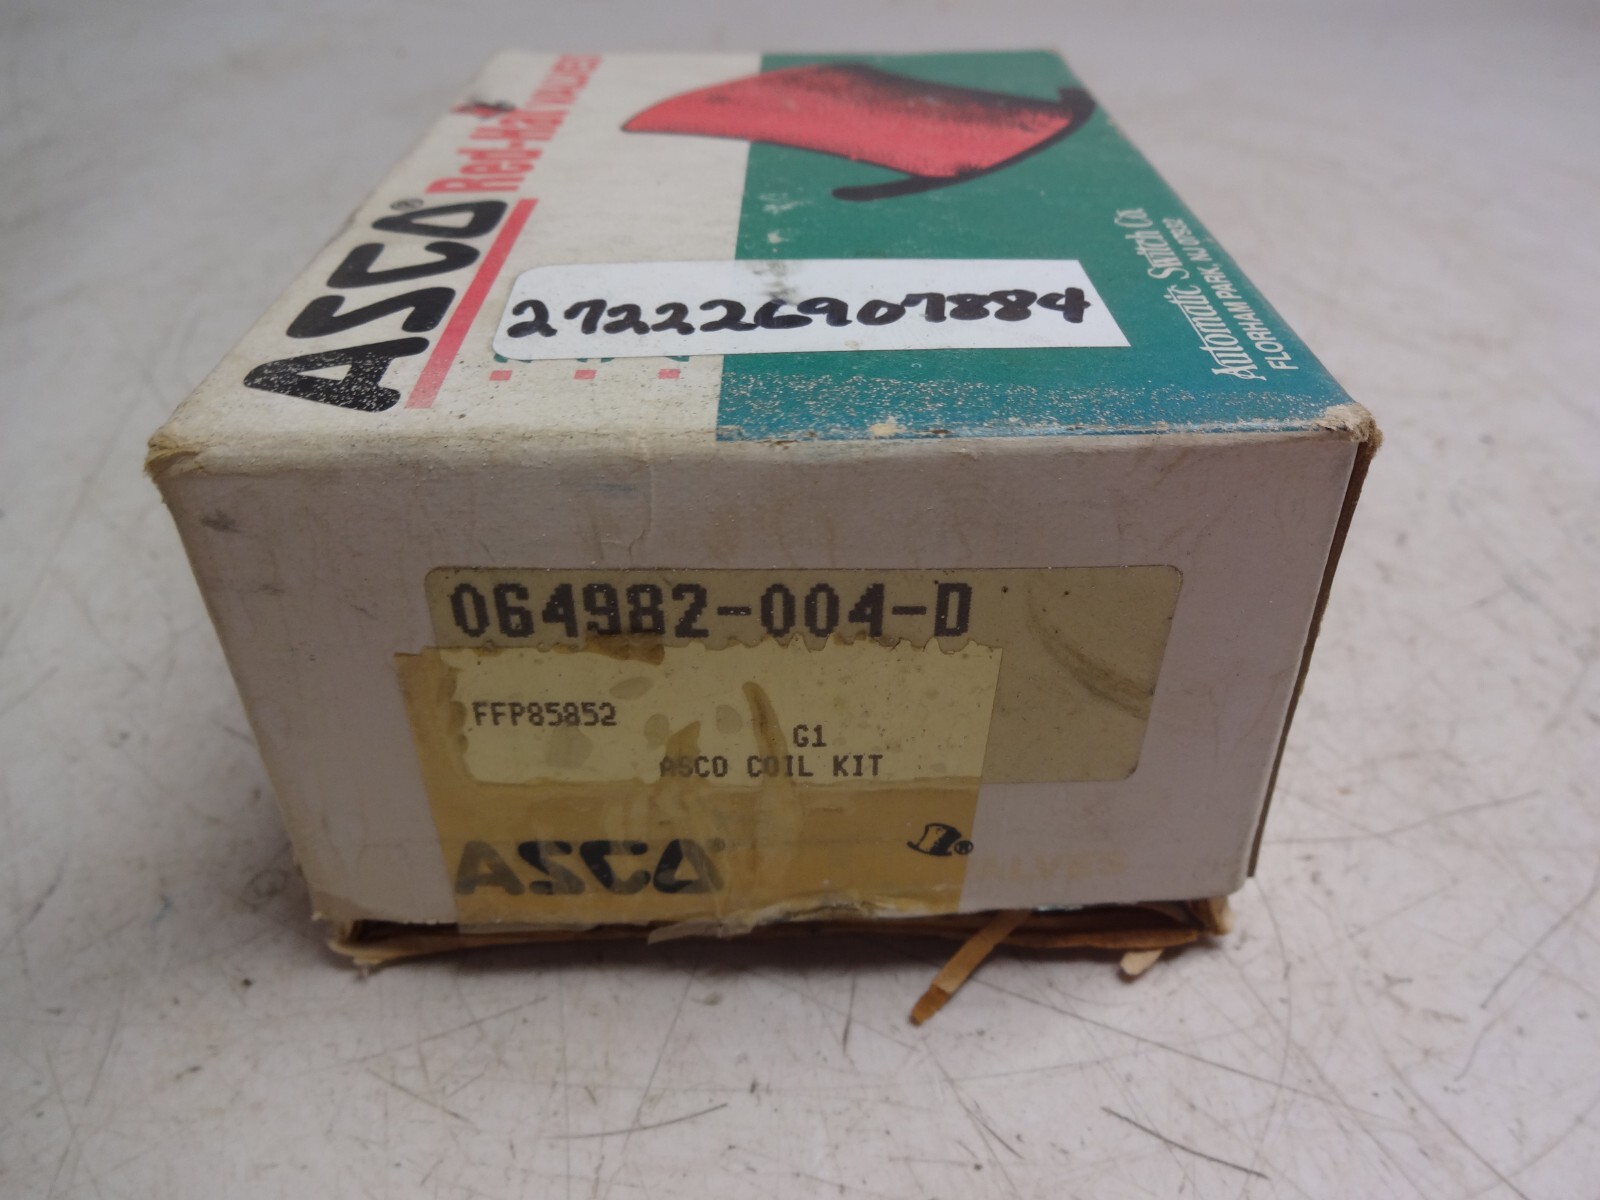 ASCO®
Red-Hat VALVES
272226907884
Automatic Switch Co.
FLORHAM PARK, NJ 07932
064982-004-D
FFP85852
G1
ASCO COIL KIT
ASCO®
®
VALVES